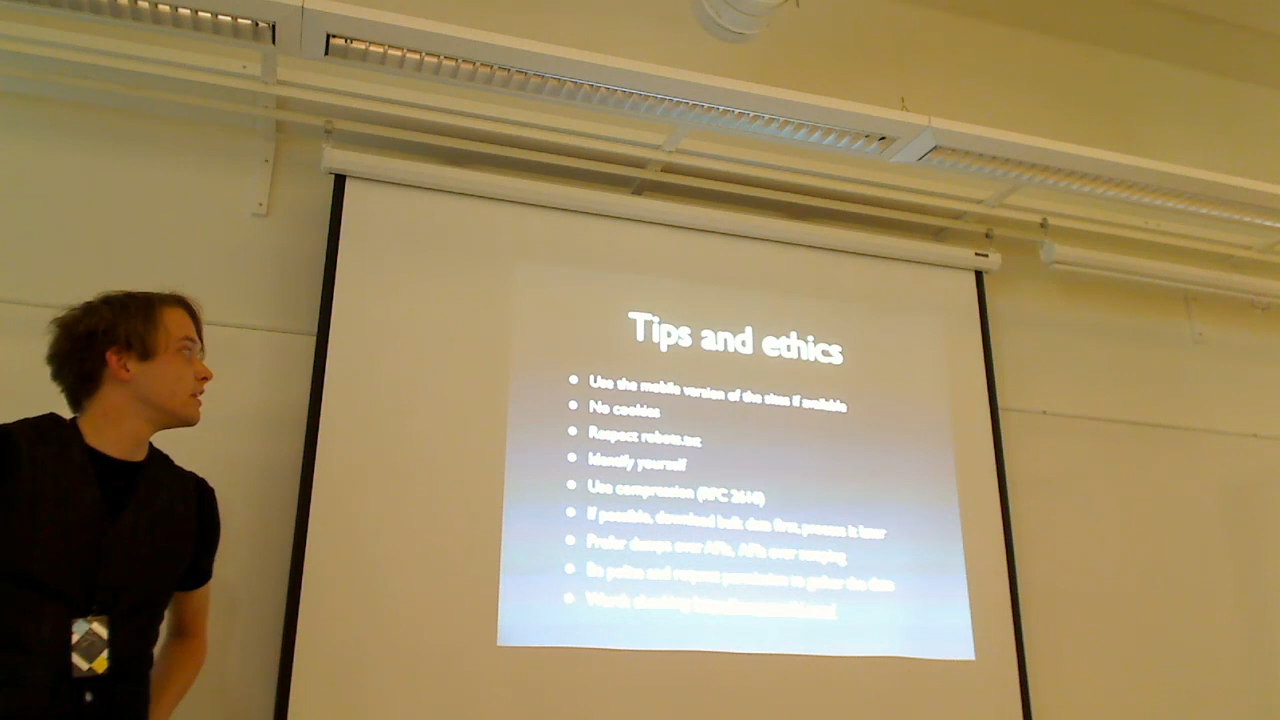 Tips and ethics
Use the mobile version of the sites if available
No cookies
Respect robots.txt
Identify yourself
Use compression (RFC 2616)
If possible, download bulk data first, process it later
Prefer dumps over APIs, APIs over scraping
Be polite and request permission to gather the data
Worth checking